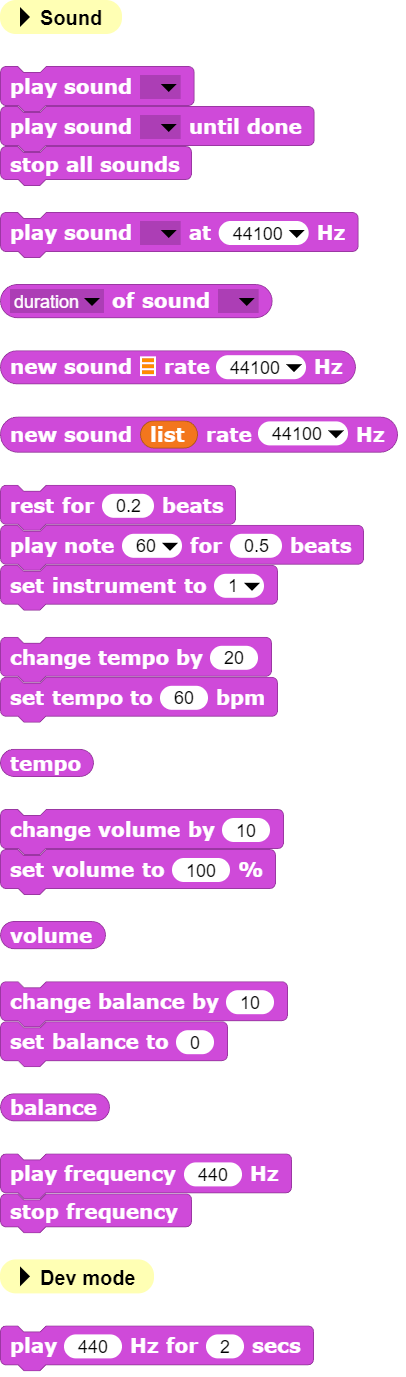 Sound
play sound
play sound until done
stop all sounds
play sound at 44100 Hz
duration of sound
new sound rate 44100 Hz
new sound list rate 44100 Hz
rest for 0.2 beats
play note 60 for 0.5 beats
set instrument to 1
change tempo by 20
set tempo to 60 bpm
tempo
change volume by 10
set volume to 100 %
volume
change balance by 10
set balance to 0
balance
play frequency 440 Hz
stop frequency
Dev mode
play 440 Hz for 2 secs